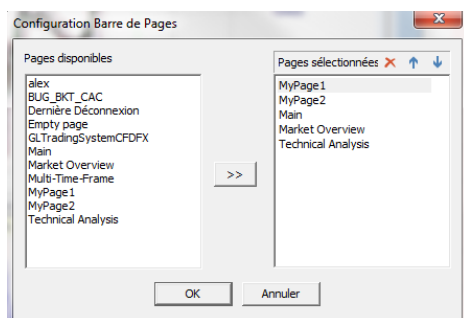 Configuration Barre de Pages
Pages disponibles
alex
BUG_BKT_CAC
Dernière Déconnexion
Empty page
GLTradingSystemCFDFX
Main
Market Overview
Multi-Time-Frame
MyPage1
MyPage2
Technical Analysis
>>
Pages sélectionnées
MyPage1
MyPage2
Main
Market Overview
Technical Analysis
OK
Annuler